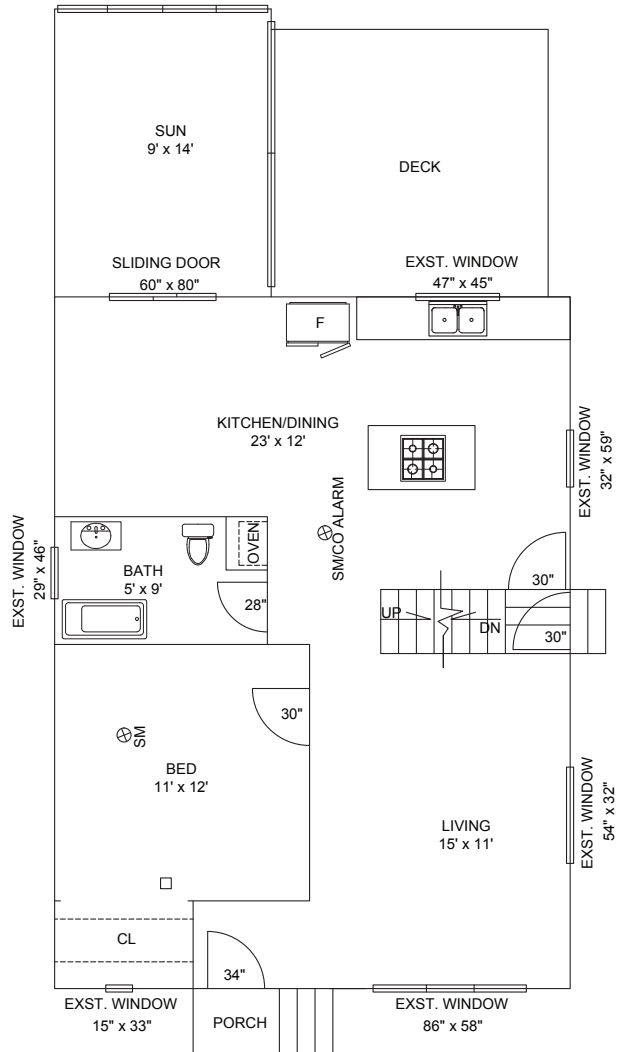 SUN
9' x 14'
DECK
SLIDING DOOR
60" x 80"
EXST. WINDOW
47" x 45"
F
KITCHEN/DINING
23' x 12'
EXST. WINDOW
32" x 59"
SM/CO ALARM
OVEN
EXST. WINDOW
29" x 46"
BATH
5' x 9'
28"
30"
UP
DN
30"
30"
SM
BED
11' x 12'
EXST. WINDOW
54" x 32"
LIVING
15' x 11'
CL
34"
EXST. WINDOW
15" x 33"
PORCH
EXST. WINDOW
86" x 58"